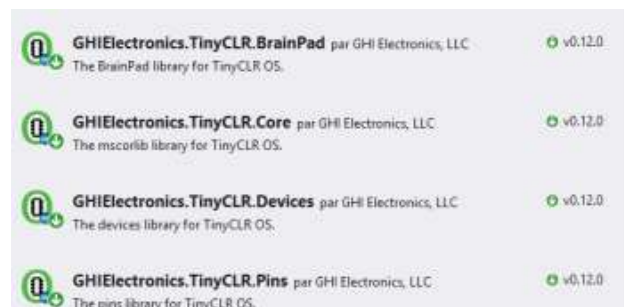 GHIElectronics.TinyCLR.BrainPad par GHI Electronics, LLC v0.12.0
The BrainPad library for TinyCLR OS.
GHIElectronics.TinyCLR.Core par GHI Electronics, LLC v0.12.0
The mscorlib library for TinyCLR OS.
GHIElectronics.TinyCLR.Devices par GHI Electronics, LLC v0.12.0
The devices library for TinyCLR OS.
GHIElectronics.TinyCLR.Pins par GHI Electronics, LLC v0.12.0
The pins library for TinyCLR OS.